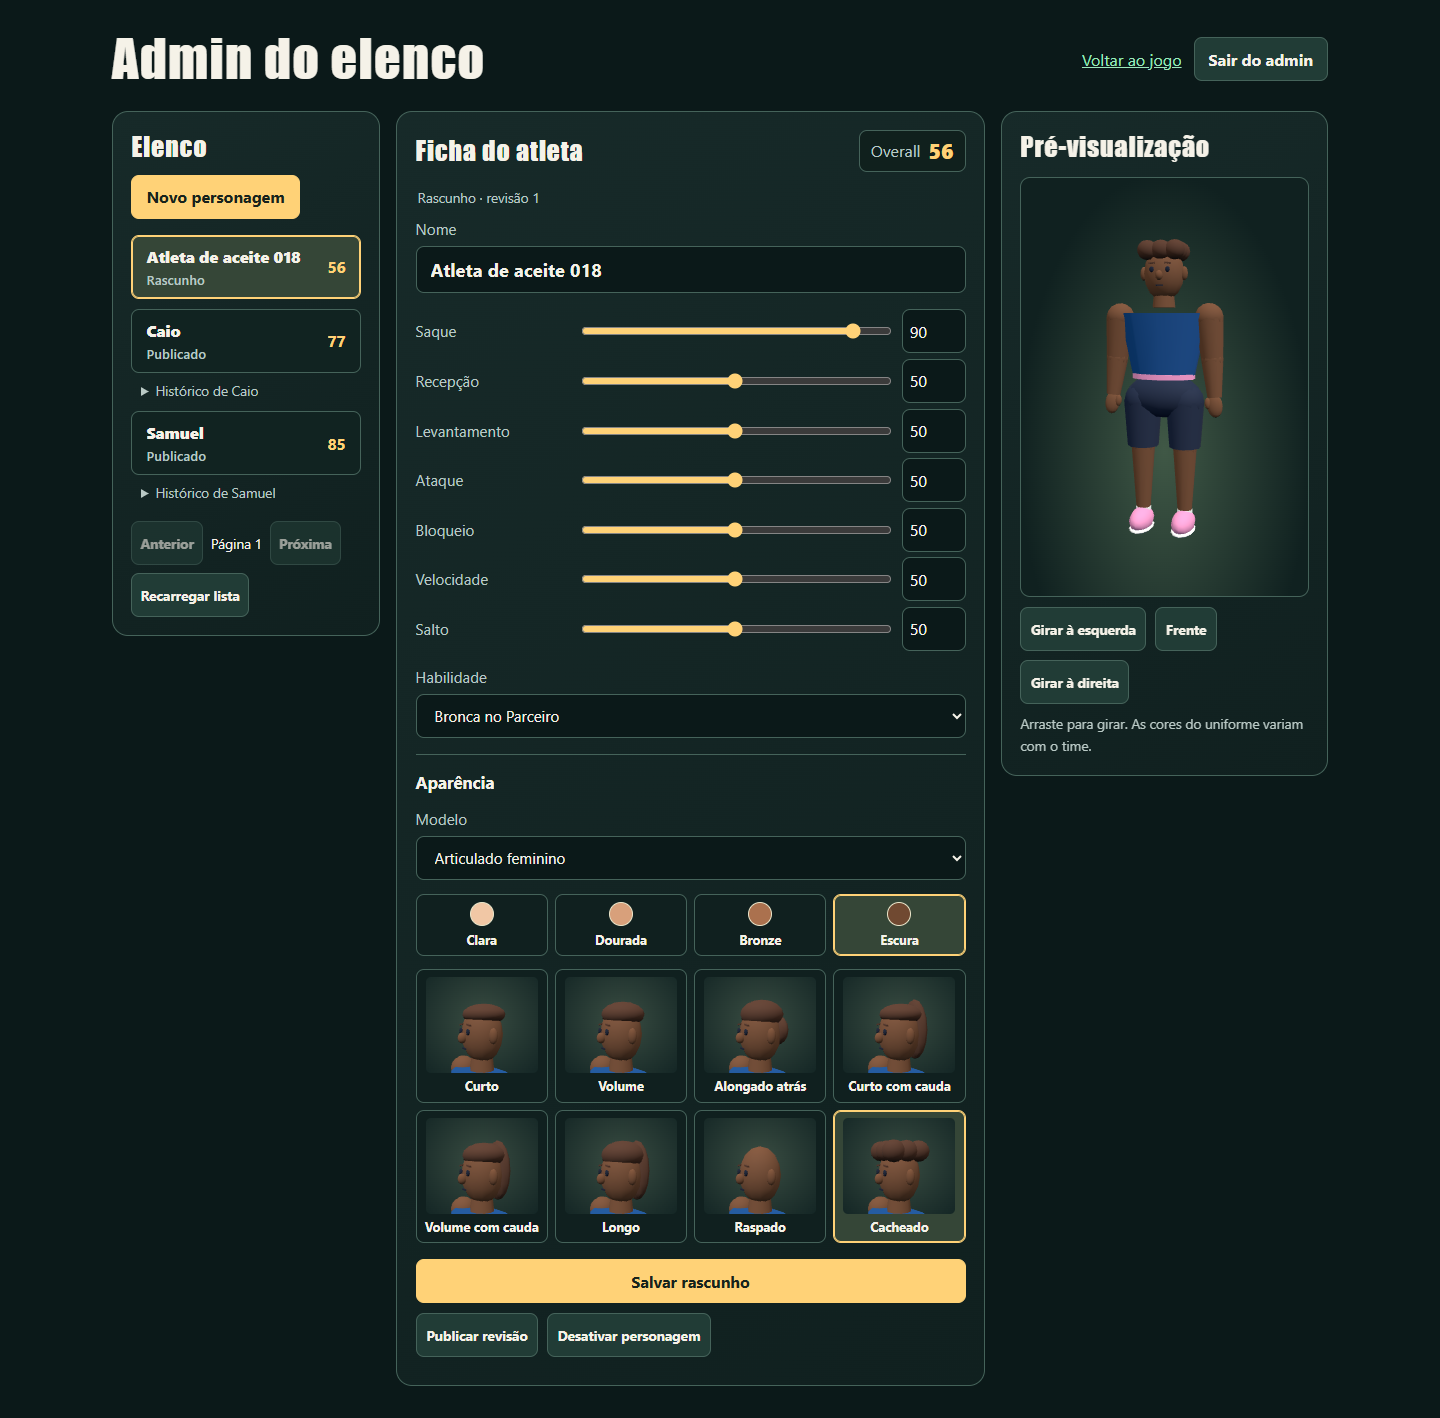 Admin do elenco
Voltar ao jogo
Sair do admin
Elenco
Novo personagem
Atleta de aceite 018
Rascunho
56
Caio
Publicado
77
▶ Histórico de Caio
Samuel
Publicado
85
▶ Histórico de Samuel
Anterior
Página 1
Próxima
Recarregar lista
Ficha do atleta
Overall 56
Rascunho · revisão 1
Nome
Atleta de aceite 018
Saque
90
Recepção
50
Levantamento
50
Ataque
50
Bloqueio
50
Velocidade
50
Salto
50
Habilidade
Bronca no Parceiro
Aparência
Modelo
Articulado feminino
Clara
Dourada
Bronze
Escura
Curto
Volume
Alongado atrás
Curto com cauda
Volume com cauda
Longo
Raspado
Cacheado
Salvar rascunho
Publicar revisão
Desativar personagem
Pré-visualização
Girar à esquerda
Frente
Girar à direita
Arraste para girar. As cores do uniforme variam
com o time.